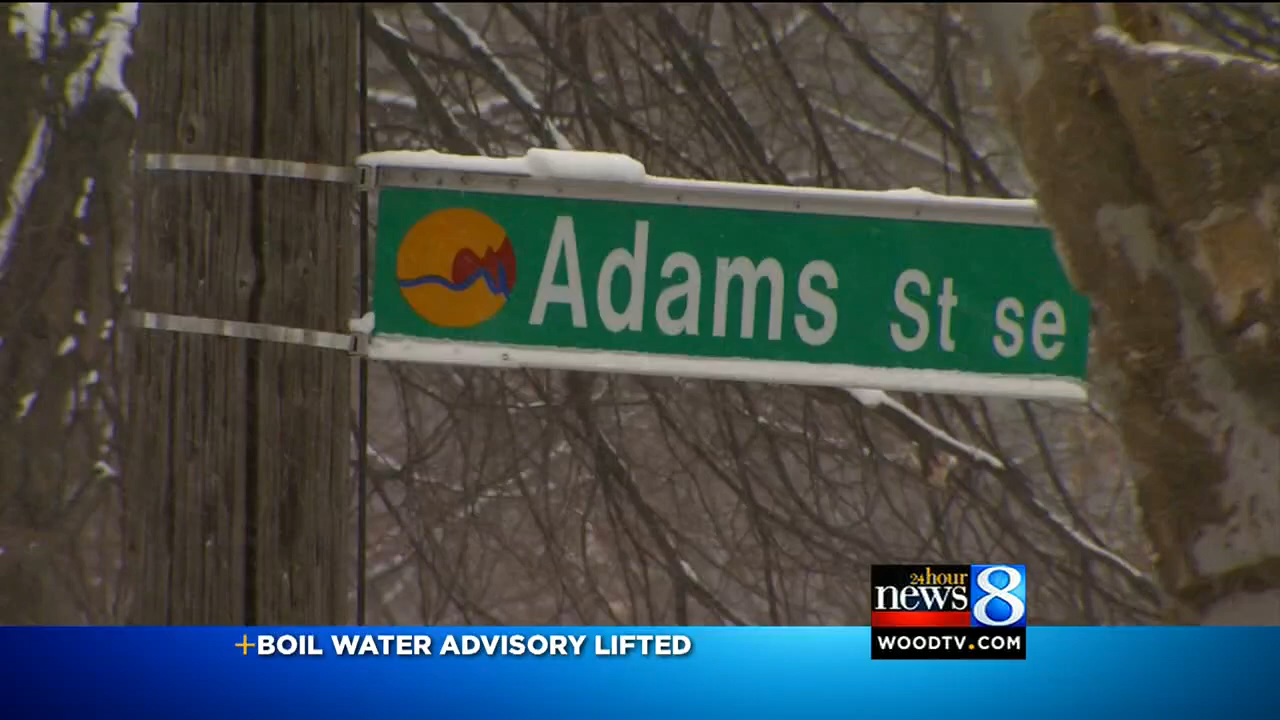 Adams St se
24hour
news 8
WOODTV.COM
+BOIL WATER ADVISORY LIFTED